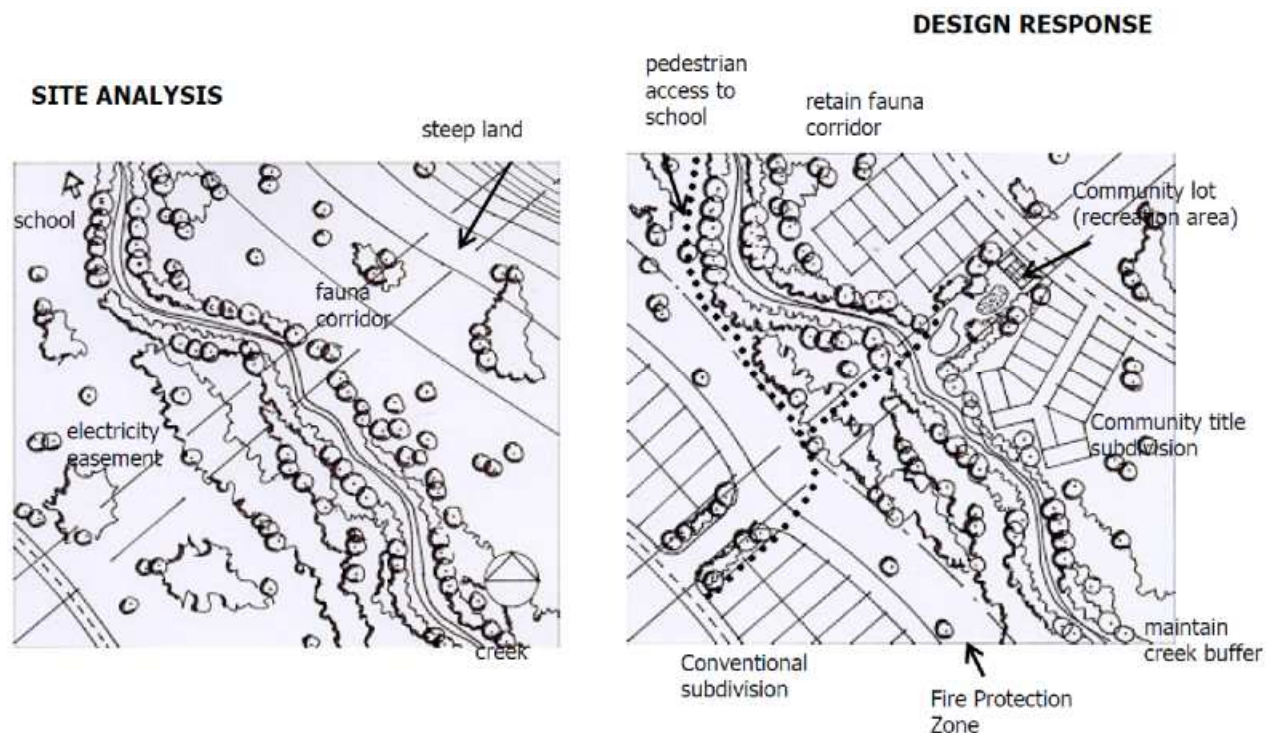 SITE ANALYSIS
steep land
school
fauna
corridor
electricity
easement
creek
DESIGN RESPONSE
pedestrian
access to
school
retain fauna
corridor
Community lot
(recreation area)
Community title
subdivision
maintain
creek buffer
Conventional
subdivision
Fire Protection
Zone